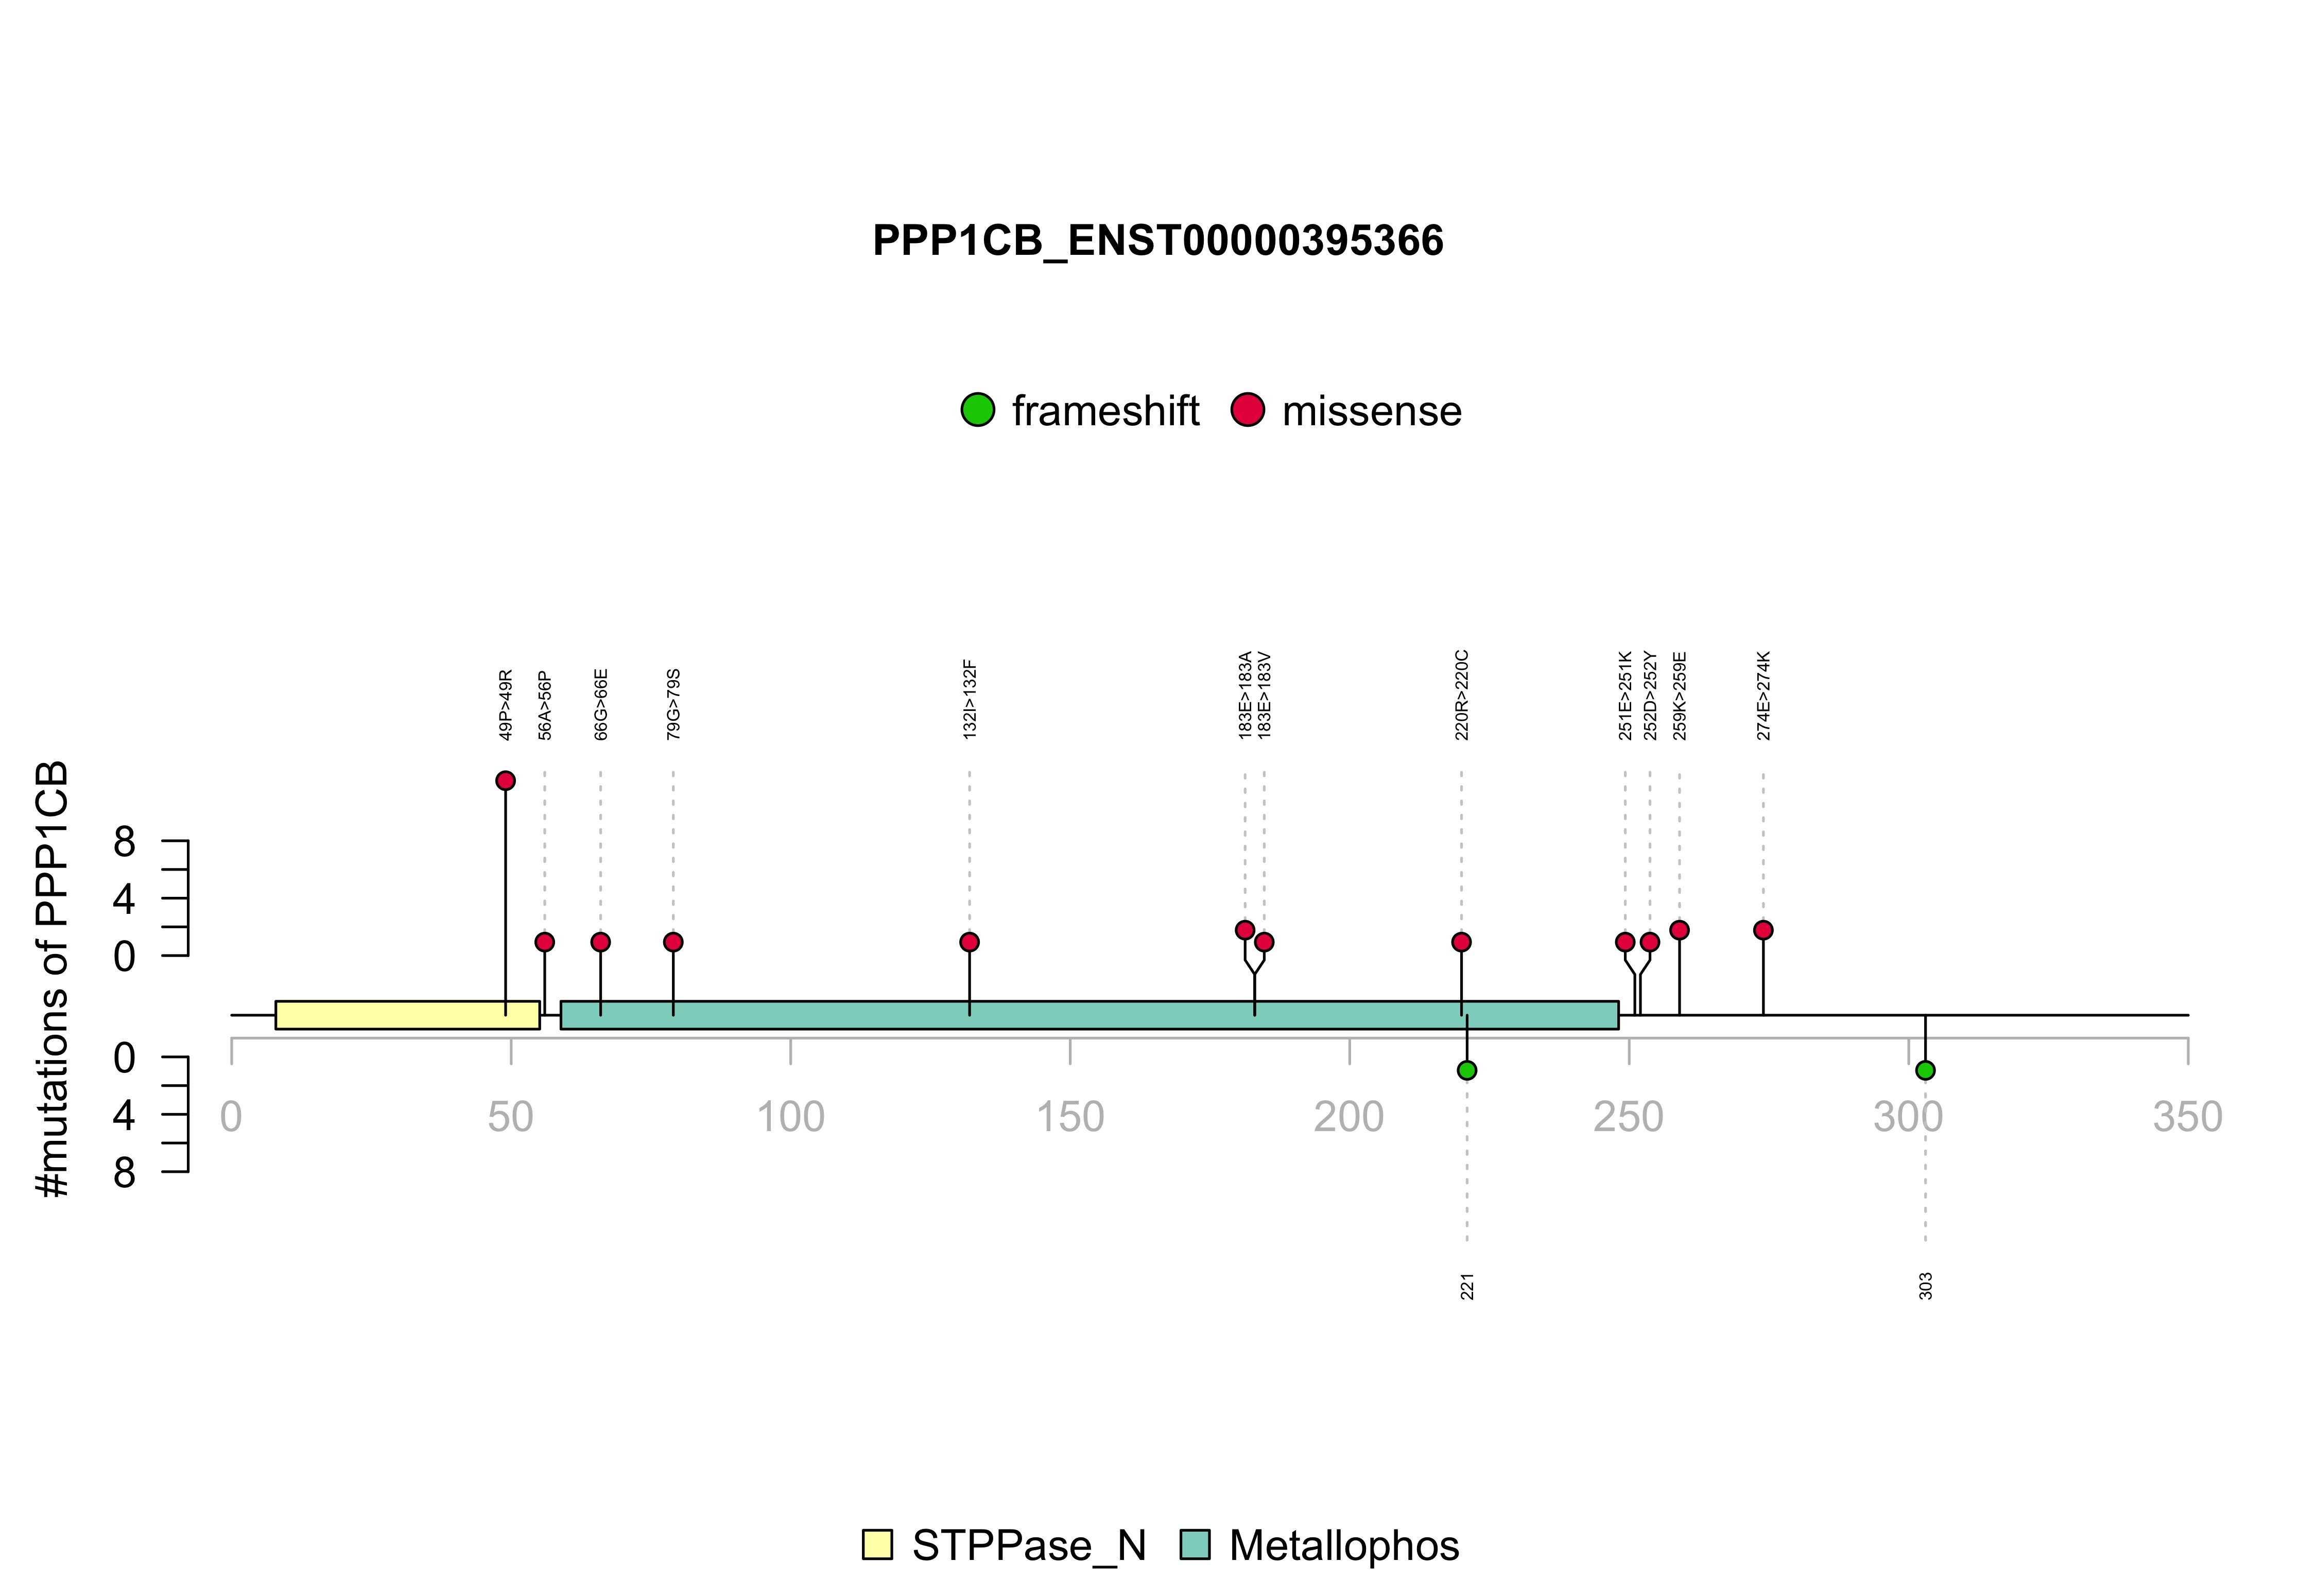 PPP1CB_ENST00000395366
frameshift missense
49P>49R
56A>56P
66G>66E
79G>79S
132I>132F
183E>183A
183E>183V
220R>220C
251E>251K
252D>252Y
259K>259E
274E>274K
#mutations of PPP1CB
8
4
0
0
4
8
0 50 100 150 200 250 300 350
221
303
STPPase_N Metallophos